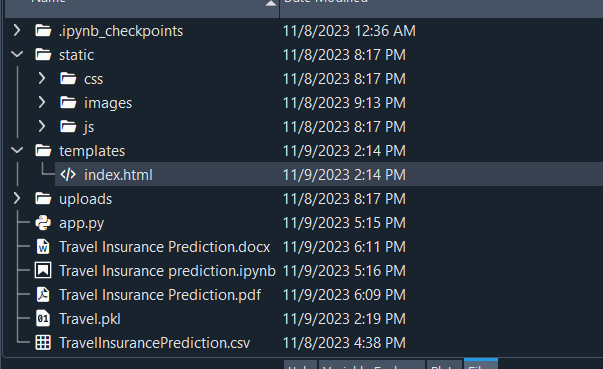 Name Date Modified
.ipynb_checkpoints 11/8/2023 12:36 AM
static 11/8/2023 8:17 PM
css 11/8/2023 8:17 PM
images 11/8/2023 9:13 PM
js 11/8/2023 8:17 PM
templates 11/9/2023 2:14 PM
index.html 11/9/2023 2:14 PM
uploads 11/8/2023 8:17 PM
app.py 11/9/2023 5:15 PM
Travel Insurance Prediction.docx 11/9/2023 6:11 PM
Travel Insurance prediction.ipynb 11/9/2023 5:16 PM
Travel Insurance Prediction.pdf 11/9/2023 6:09 PM
Travel.pkl 11/9/2023 2:19 PM
TravelInsurancePrediction.csv 11/8/2023 4:38 PM